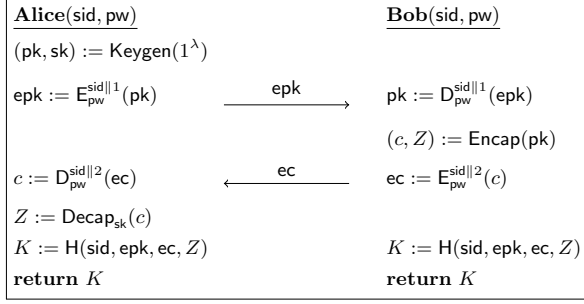 Alice(sid, pw) Bob(sid, pw)
(pk, sk) := Keygen(1^λ)
epk := E_pw^{sid‖1}(pk) epk pk := D_pw^{sid‖1}(epk)
(c, Z) := Encap(pk)
c := D_pw^{sid‖2}(ec) ec ec := E_pw^{sid‖2}(c)
Z := Decap_sk(c)
K := H(sid, epk, ec, Z) K := H(sid, epk, ec, Z)
return K return K